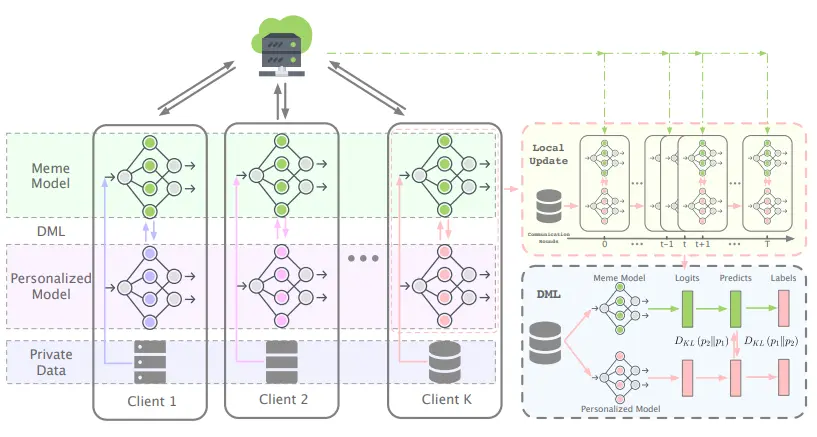 Meme
Model
DML
Personalized
Model
Private
Data
Client 1
Client 2
Client K
Local
Update
Communication
Rounds
0
t−1
t
t+1
T
DML
Meme Model
Logits
Predicts
Labels
D_{KL}(p_2‖p_1)
D_{KL}(p_1‖p_2)
Personalized Model